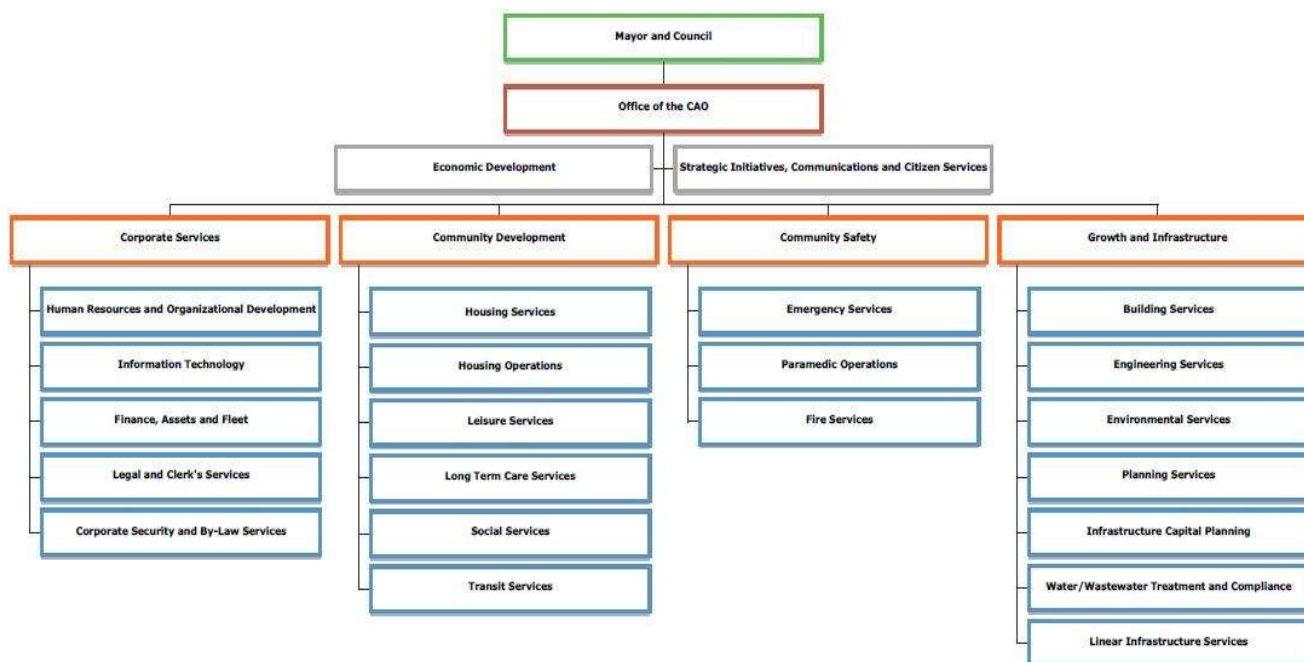 Mayor and Council
Office of the CAO
Economic Development
Strategic Initiatives, Communications and Citizen Services
Corporate Services
Community Development
Community Safety
Growth and Infrastructure
Human Resources and Organizational Development
Information Technology
Finance, Assets and Fleet
Legal and Clerk's Services
Corporate Security and By-Law Services
Housing Services
Housing Operations
Leisure Services
Long Term Care Services
Social Services
Transit Services
Emergency Services
Paramedic Operations
Fire Services
Building Services
Engineering Services
Environmental Services
Planning Services
Infrastructure Capital Planning
Water/Wastewater Treatment and Compliance
Linear Infrastructure Services